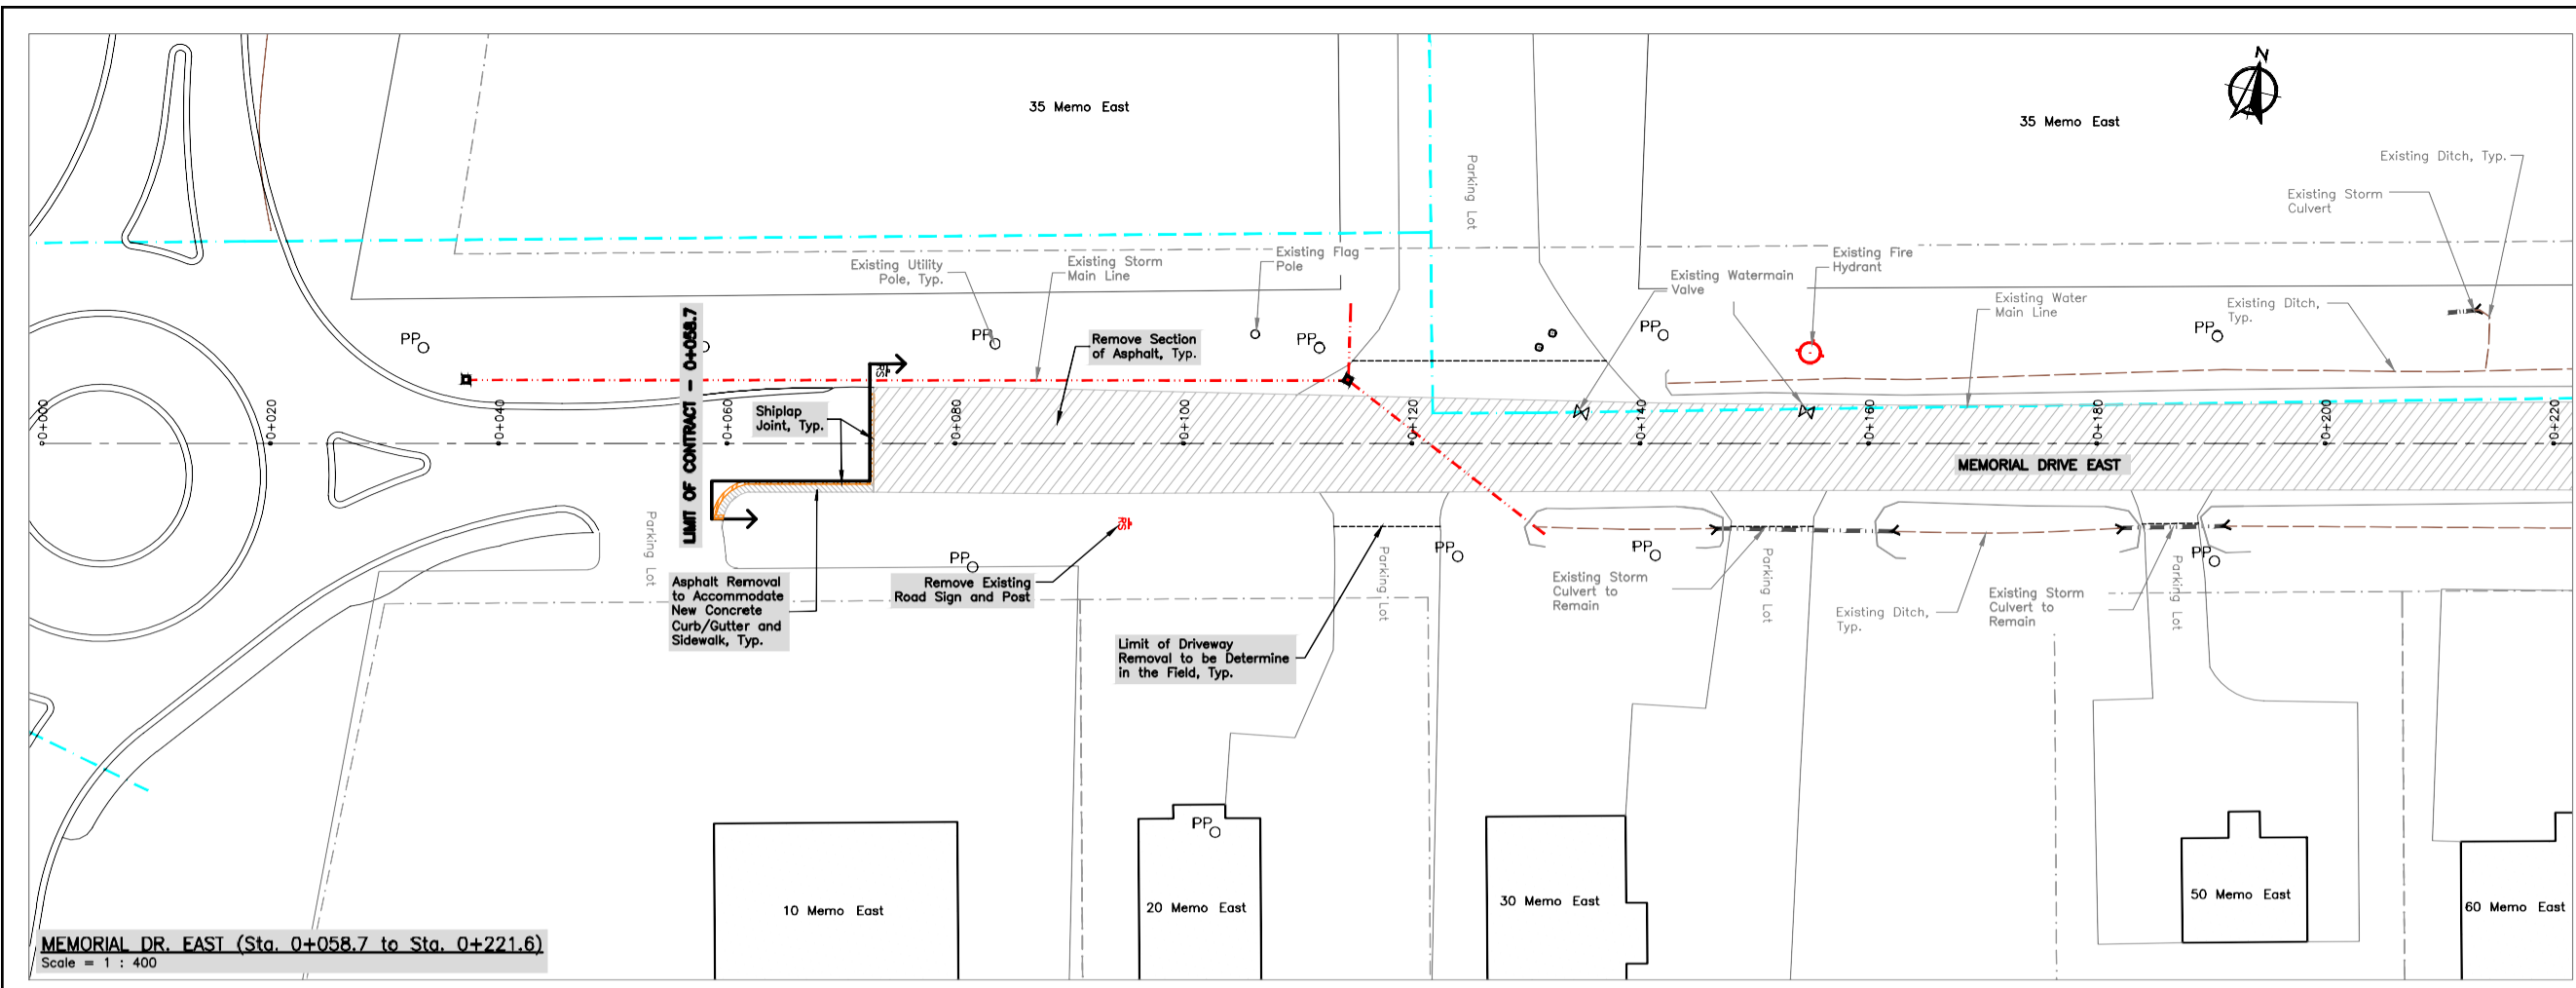 35 Memo East
N
35 Memo East
Existing Ditch, Typ.
Existing Storm
Culvert
Parking Lot
Existing Utility
Pole, Typ.
Existing Storm
Main Line
Existing Flag
Pole
Existing Watermain
Valve
Existing Fire
Hydrant
Existing Water
Main Line
Existing Ditch,
Typ.
PP
PP
PP
PP
PP
LIMIT OF CONTRACT - 0+058.7
RS
Remove Section
of Asphalt, Typ.
Shiplap
Joint, Typ.
0+000
0+020
0+040
0+060
0+080
0+100
0+120
0+140
0+160
0+180
0+200
0+220
MEMORIAL DRIVE EAST
RS
Parking Lot
PP
PP
PP
PP
Parking Lot
Parking Lot
Parking Lot
Asphalt Removal
to Accommodate
New Concrete
Curb/Gutter and
Sidewalk, Typ.
Remove Existing
Road Sign and Post
Limit of Driveway
Removal to be Determine
in the Field, Typ.
Existing Storm
Culvert to
Remain
Existing Ditch,
Typ.
Existing Storm
Culvert to
Remain
PP
10 Memo East
20 Memo East
30 Memo East
50 Memo East
60 Memo East
MEMORIAL DR. EAST (Sta. 0+058.7 to Sta. 0+221.6)
Scale = 1 : 400